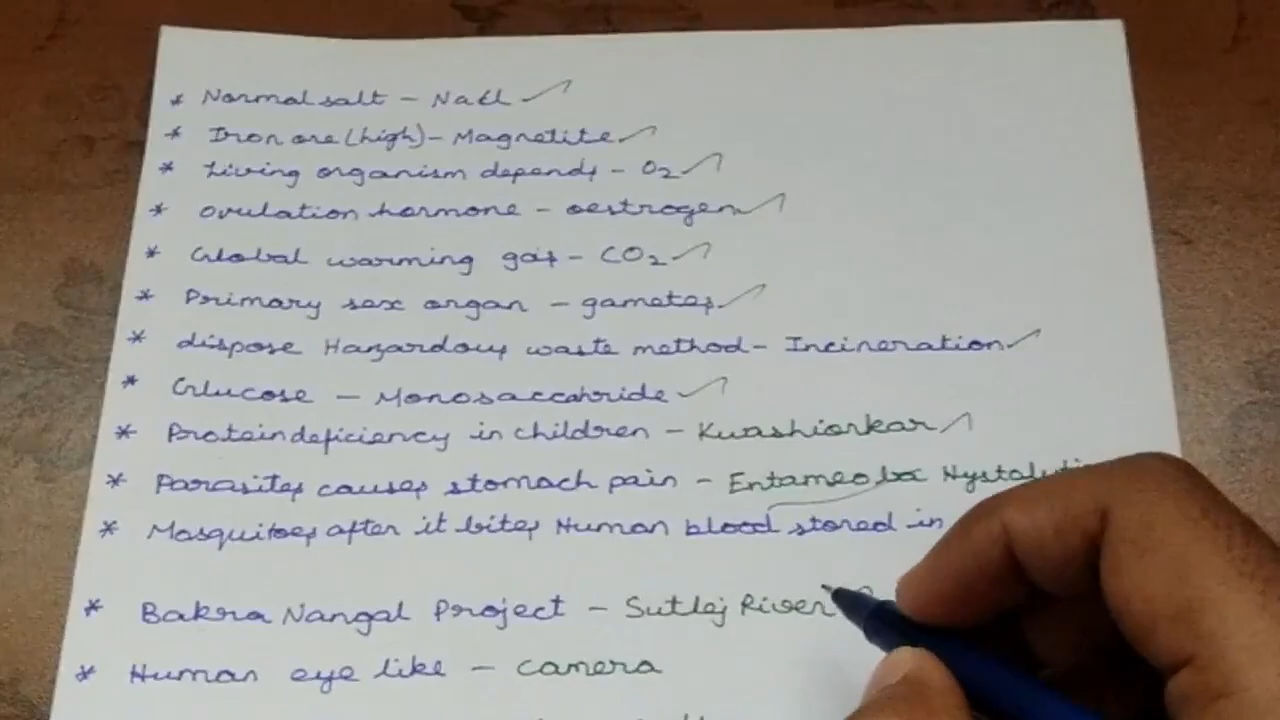 * Normal salt - Nacl
* Iron ore (high) - Magnetite
* Living organism depends - O₂
* Ovulation hormone - oestrogen
* Global warming gas - CO₂
* Primary sex organ - gametes
* dispose Hazardous waste method - Incineration
* Glucose - Monosaccahride
* Protein deficiency in children - Kwashiorkar
* Parasites causes stomach pain - Entameoba
* Mosquitoes after it bites Human blood stored in
* Bakra Nangal Project - Sutlej River
* Human eye like - camera